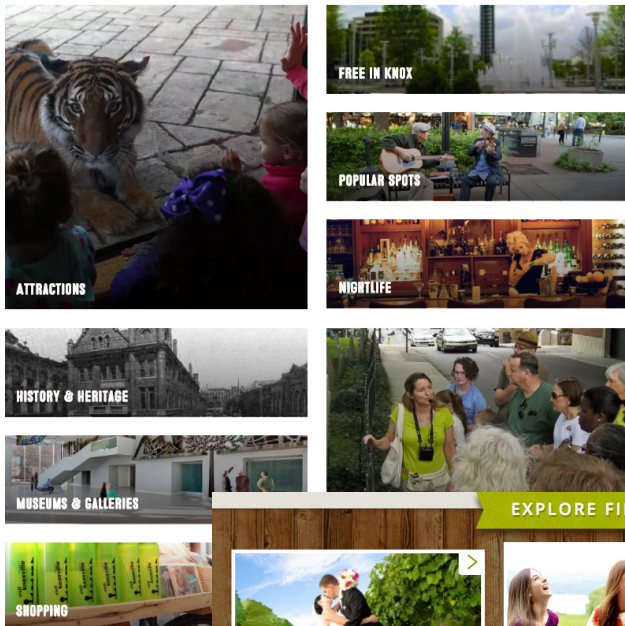 FREE IN KNOX
POPULAR SPOTS
ATTRACTIONS
NIGHTLIFE
HISTORY & HERITAGE
MUSEUMS & GALLERIES
EXPLORE FI
SHOPPING